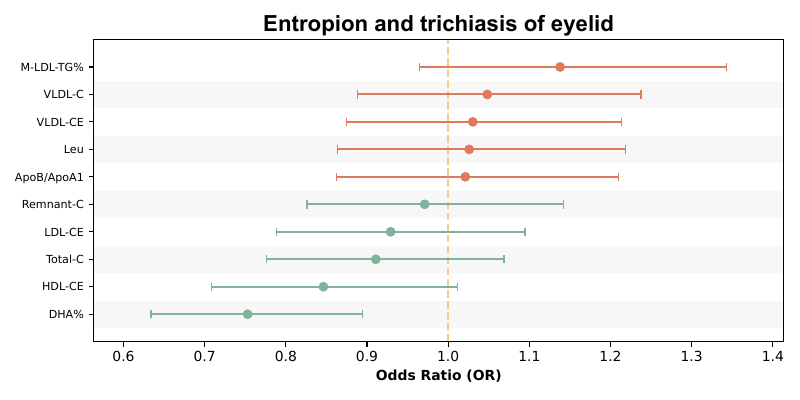 Entropion and trichiasis of eyelid
M-LDL-TG%
VLDL-C
VLDL-CE
Leu
ApoB/ApoA1
Remnant-C
LDL-CE
Total-C
HDL-CE
DHA%
0.6 0.7 0.8 0.9 1.0 1.1 1.2 1.3 1.4
Odds Ratio (OR)